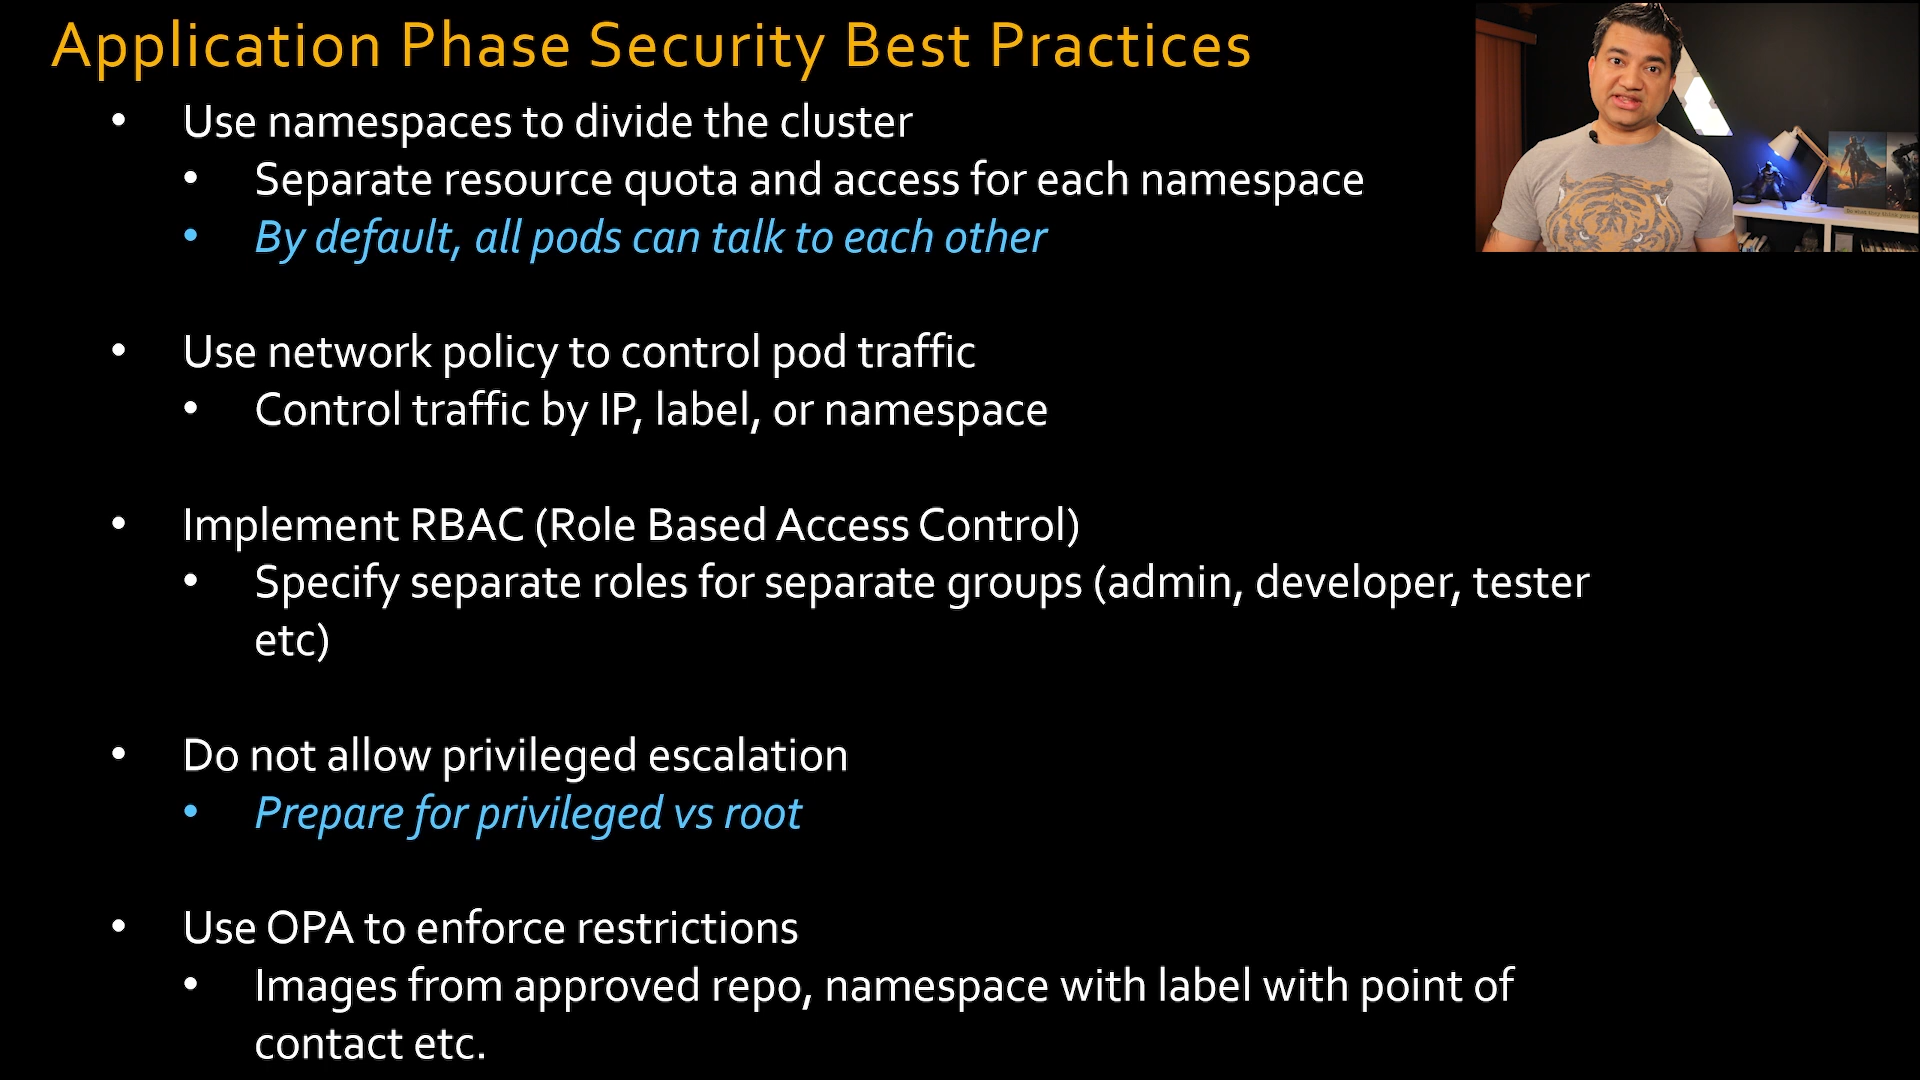 Application Phase Security Best Practices
• Use namespaces to divide the cluster
• Separate resource quota and access for each namespace
• By default, all pods can talk to each other
• Use network policy to control pod traffic
• Control traffic by IP, label, or namespace
• Implement RBAC (Role Based Access Control)
• Specify separate roles for separate groups (admin, developer, tester
etc)
• Do not allow privileged escalation
• Prepare for privileged vs root
• Use OPA to enforce restrictions
• Images from approved repo, namespace with label with point of
contact etc.